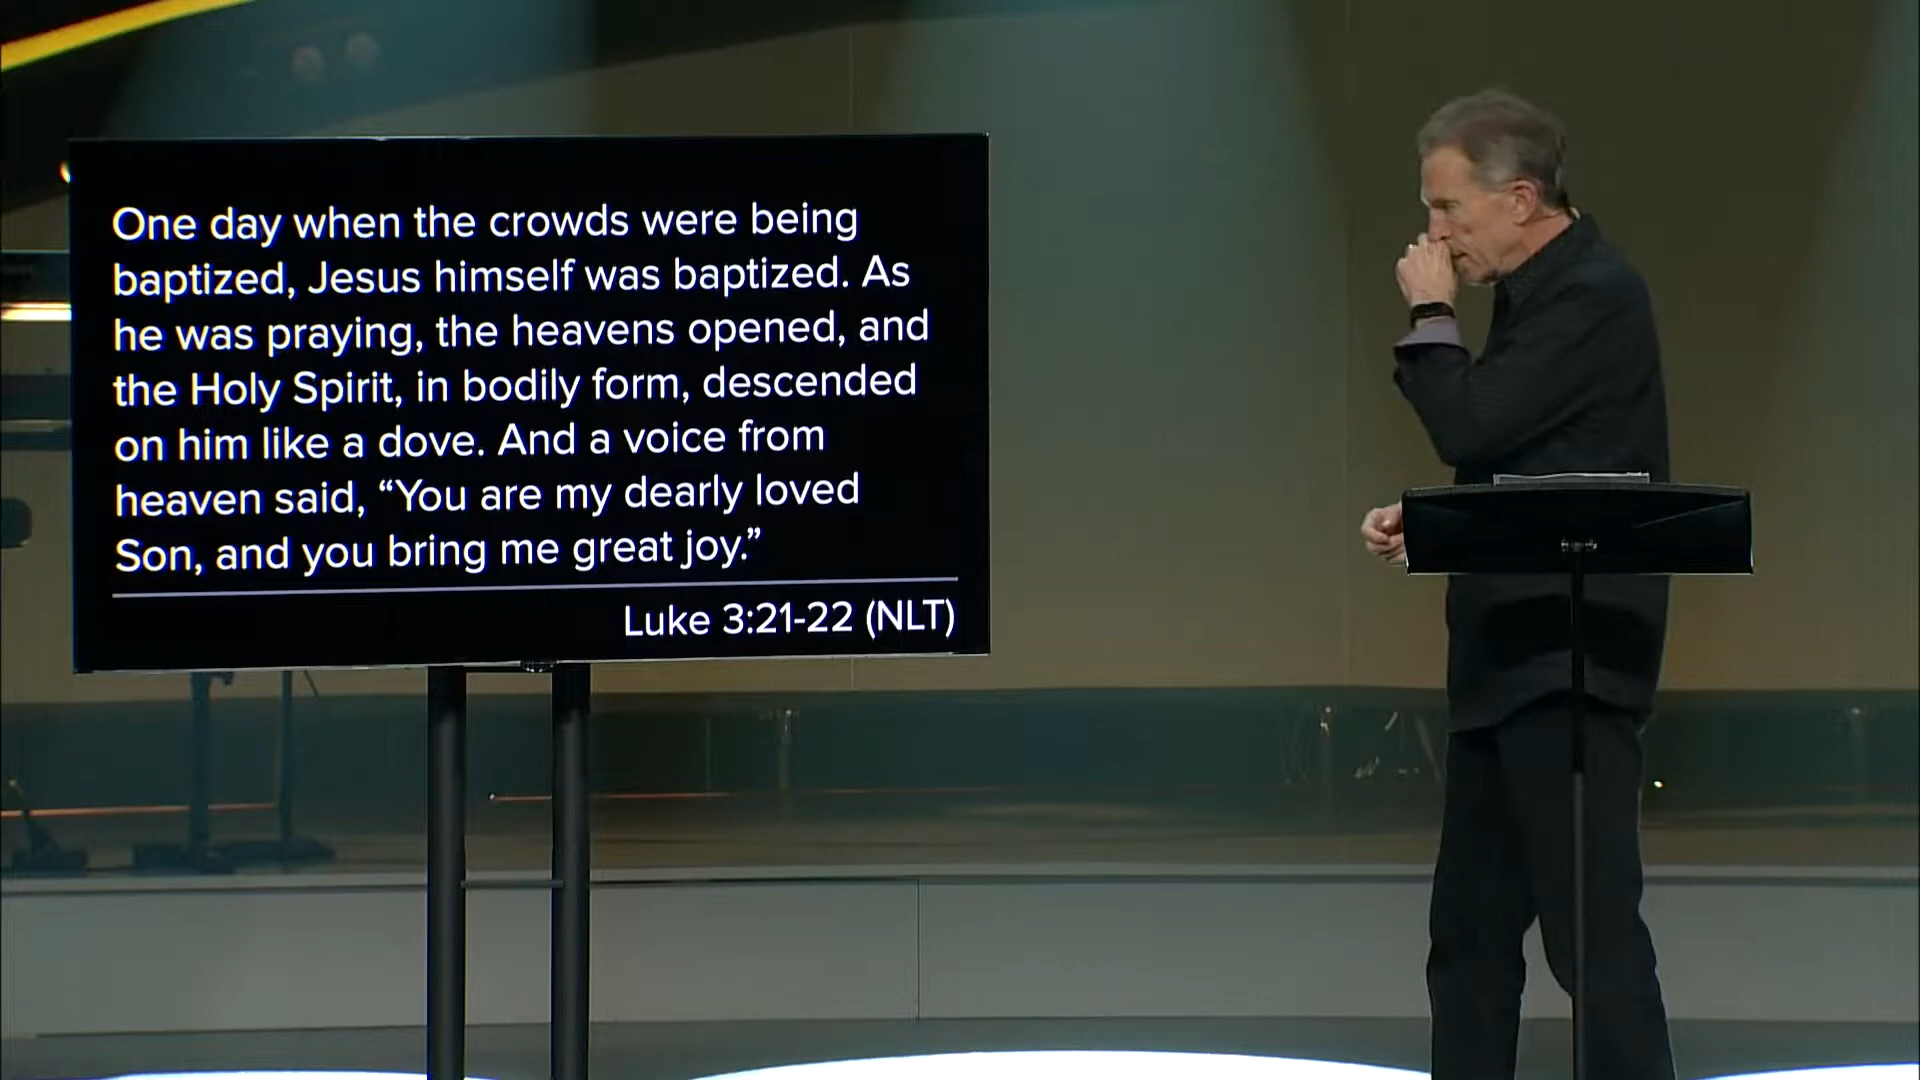 One day when the crowds were being
baptized, Jesus himself was baptized. As
he was praying, the heavens opened, and
the Holy Spirit, in bodily form, descended
on him like a dove. And a voice from
heaven said, “You are my dearly loved
Son, and you bring me great joy.”
Luke 3:21-22 (NLT)